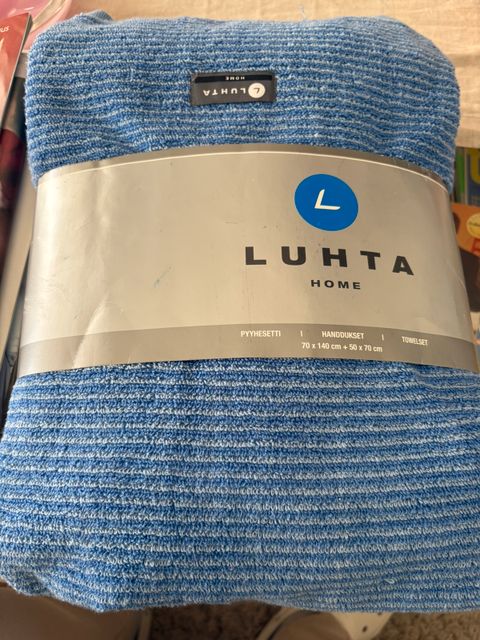 L LUHTA
HOME
L
LUHTA
HOME
PYYHESETTI | HANDDUKSET | TOWELSET
70 x 140 cm + 50 x 70 cm